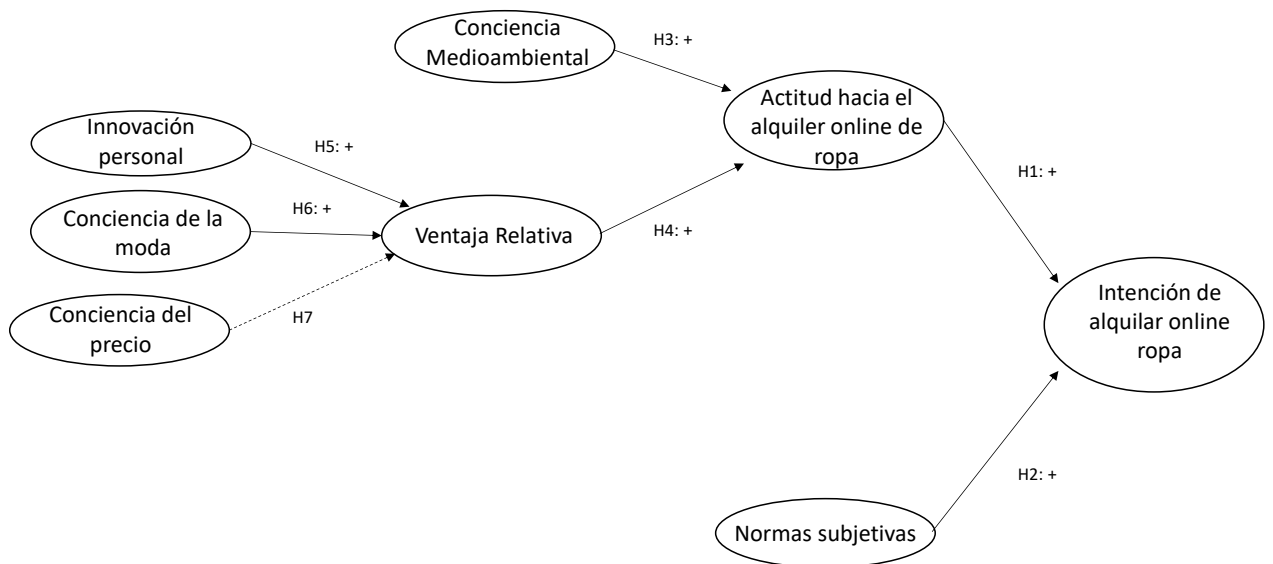 Conciencia
Medioambiental
H3: +
Actitud hacia el
alquiler online de
ropa
Innovación
personal
H5: +
H1: +
Conciencia de la
moda
H6: +
Ventaja Relativa
H4: +
Conciencia del
precio
H7
Intención de
alquilar online
ropa
H2: +
Normas subjetivas